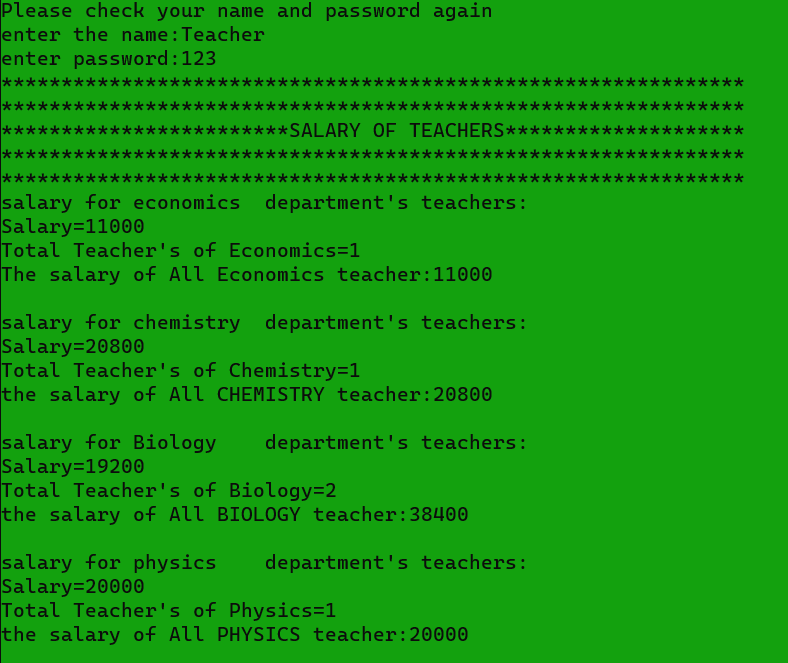 Please check your name and password again
enter the name:Teacher
enter password:123
**************************************************************
**************************************************************
************************SALARY OF TEACHERS********************
**************************************************************
**************************************************************
salary for economics  department's teachers:
Salary=11000
Total Teacher's of Economics=1
The salary of All Economics teacher:11000

salary for chemistry  department's teachers:
Salary=20800
Total Teacher's of Chemistry=1
the salary of All CHEMISTRY teacher:20800

salary for Biology    department's teachers:
Salary=19200
Total Teacher's of Biology=2
the salary of All BIOLOGY teacher:38400

salary for physics    department's teachers:
Salary=20000
Total Teacher's of Physics=1
the salary of All PHYSICS teacher:20000